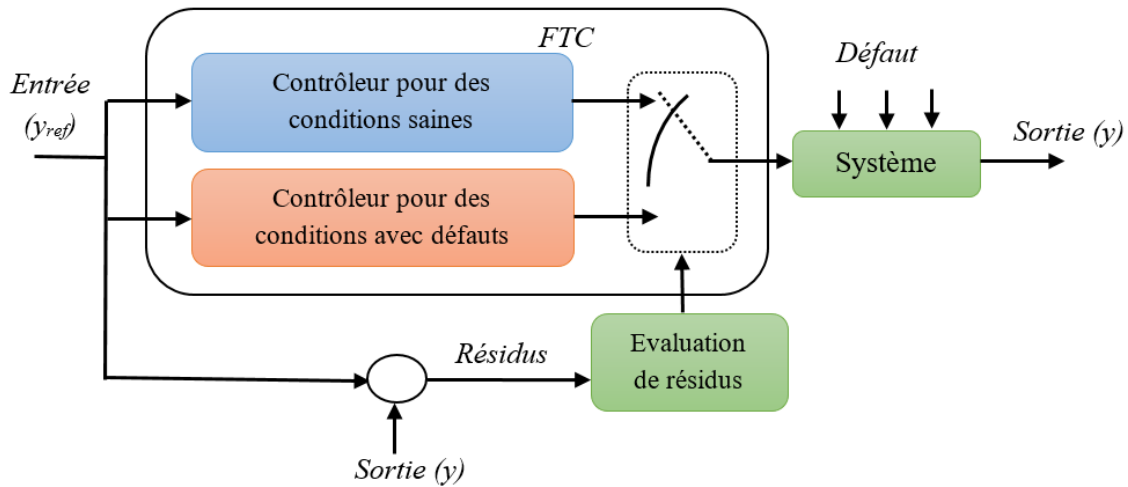 FTC
Défaut
Entrée
(y_ref)
Contrôleur pour des
conditions saines
Sortie (y)
Système
Contrôleur pour des
conditions avec défauts
Résidus
Evaluation
de résidus
Sortie (y)